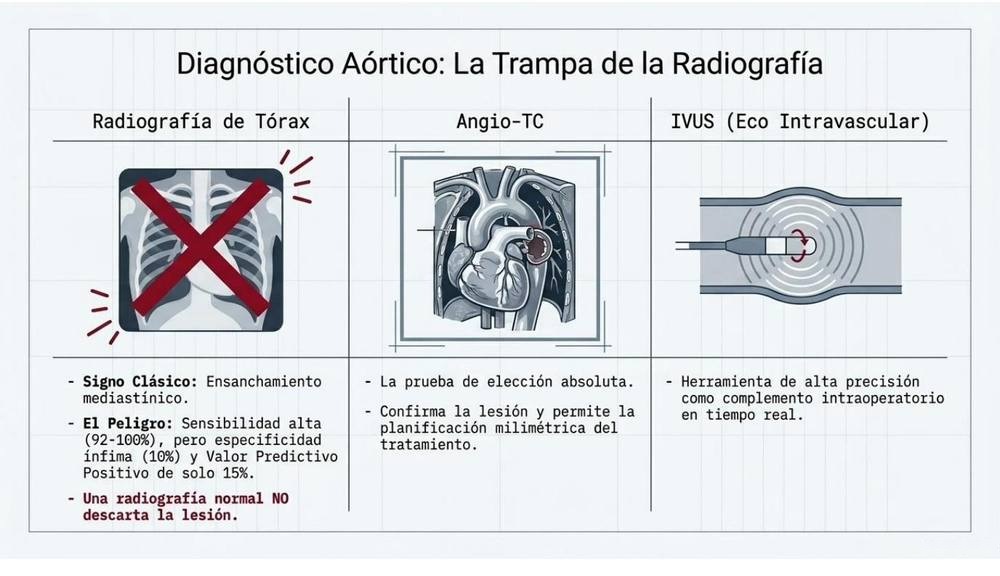 Diagnóstico Aórtico: La Trampa de la Radiografía
Radiografía de Tórax
- Signo Clásico: Ensanchamiento
mediastínico.
- El Peligro: Sensibilidad alta
(92-100%), pero especificidad
ínfima (10%) y Valor Predictivo
Positivo de solo 15%.
- Una radiografía normal NO
descarta la lesión.
Angio-TC
- La prueba de elección absoluta.
- Confirma la lesión y permite la
planificación milimétrica del
tratamiento.
IVUS (Eco Intravascular)
- Herramienta de alta precisión
como complemento intraoperatorio
en tiempo real.